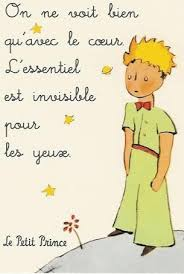 On ne voit bien
qu'avec le cœur.
L'essentiel
est invisible
pour
les yeux.
Le Petit Prince